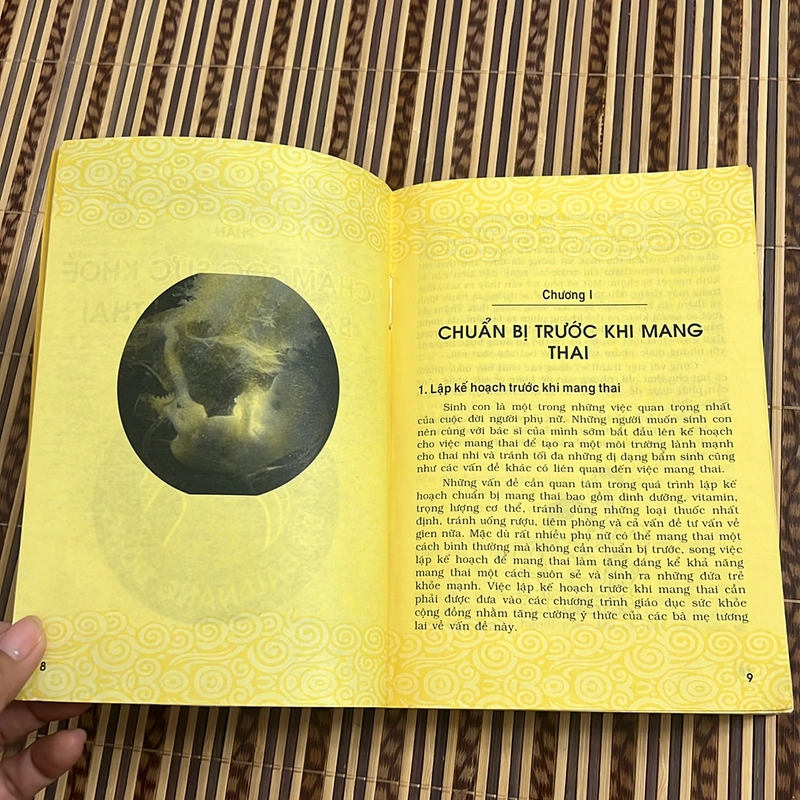 8
Chương I
CHUẨN BỊ TRƯỚC KHI MANG
THAI
1. Lập kế hoạch trước khi mang thai
Sinh con là một trong những việc quan trọng nhất
của cuộc đời người phụ nữ. Những người muốn sinh con
nên cùng với bác sĩ của mình sớm bắt đầu lên kế hoạch
cho việc mang thai để tạo ra một môi trường lành mạnh
cho thai nhi và tránh tối đa những dị dạng bẩm sinh cũng
như các vấn đề khác có liên quan đến việc mang thai.
Những vấn đề cần quan tâm trong quá trình lập kế
hoạch chuẩn bị mang thai bao gồm dinh dưỡng, vitamin,
trọng lượng cơ thể, tránh dùng những loại thuốc nhất
định, tránh uống rượu, tiêm phòng và cả vấn đề tư vấn về
gien nữa. Mặc dù rất nhiều phụ nữ có thể mang thai một
cách bình thường mà không cần chuẩn bị trước, song việc
lập kế hoạch để mang thai làm tăng đáng kể khả năng
mang thai một cách suôn sẻ và sinh ra những đứa trẻ
khỏe mạnh. Việc lập kế hoạch trước khi mang thai cần
phải được đưa vào các chương trình giáo dục sức khỏe
cộng đồng nhằm tăng cường ý thức của các bà mẹ tương
lai về vấn đề này.
9